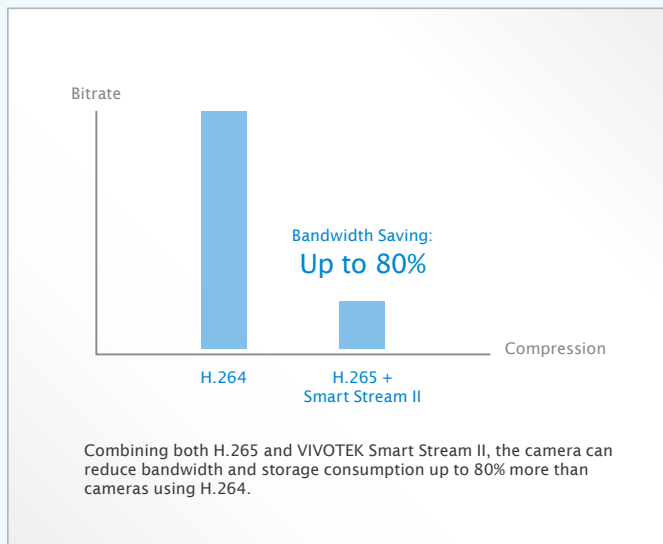 Bitrate
Bandwidth Saving:
Up to 80%
Compression
H.264
H.265 +
Smart Stream II
Combining both H.265 and VIVOTEK Smart Stream II, the camera can
reduce bandwidth and storage consumption up to 80% more than
cameras using H.264.